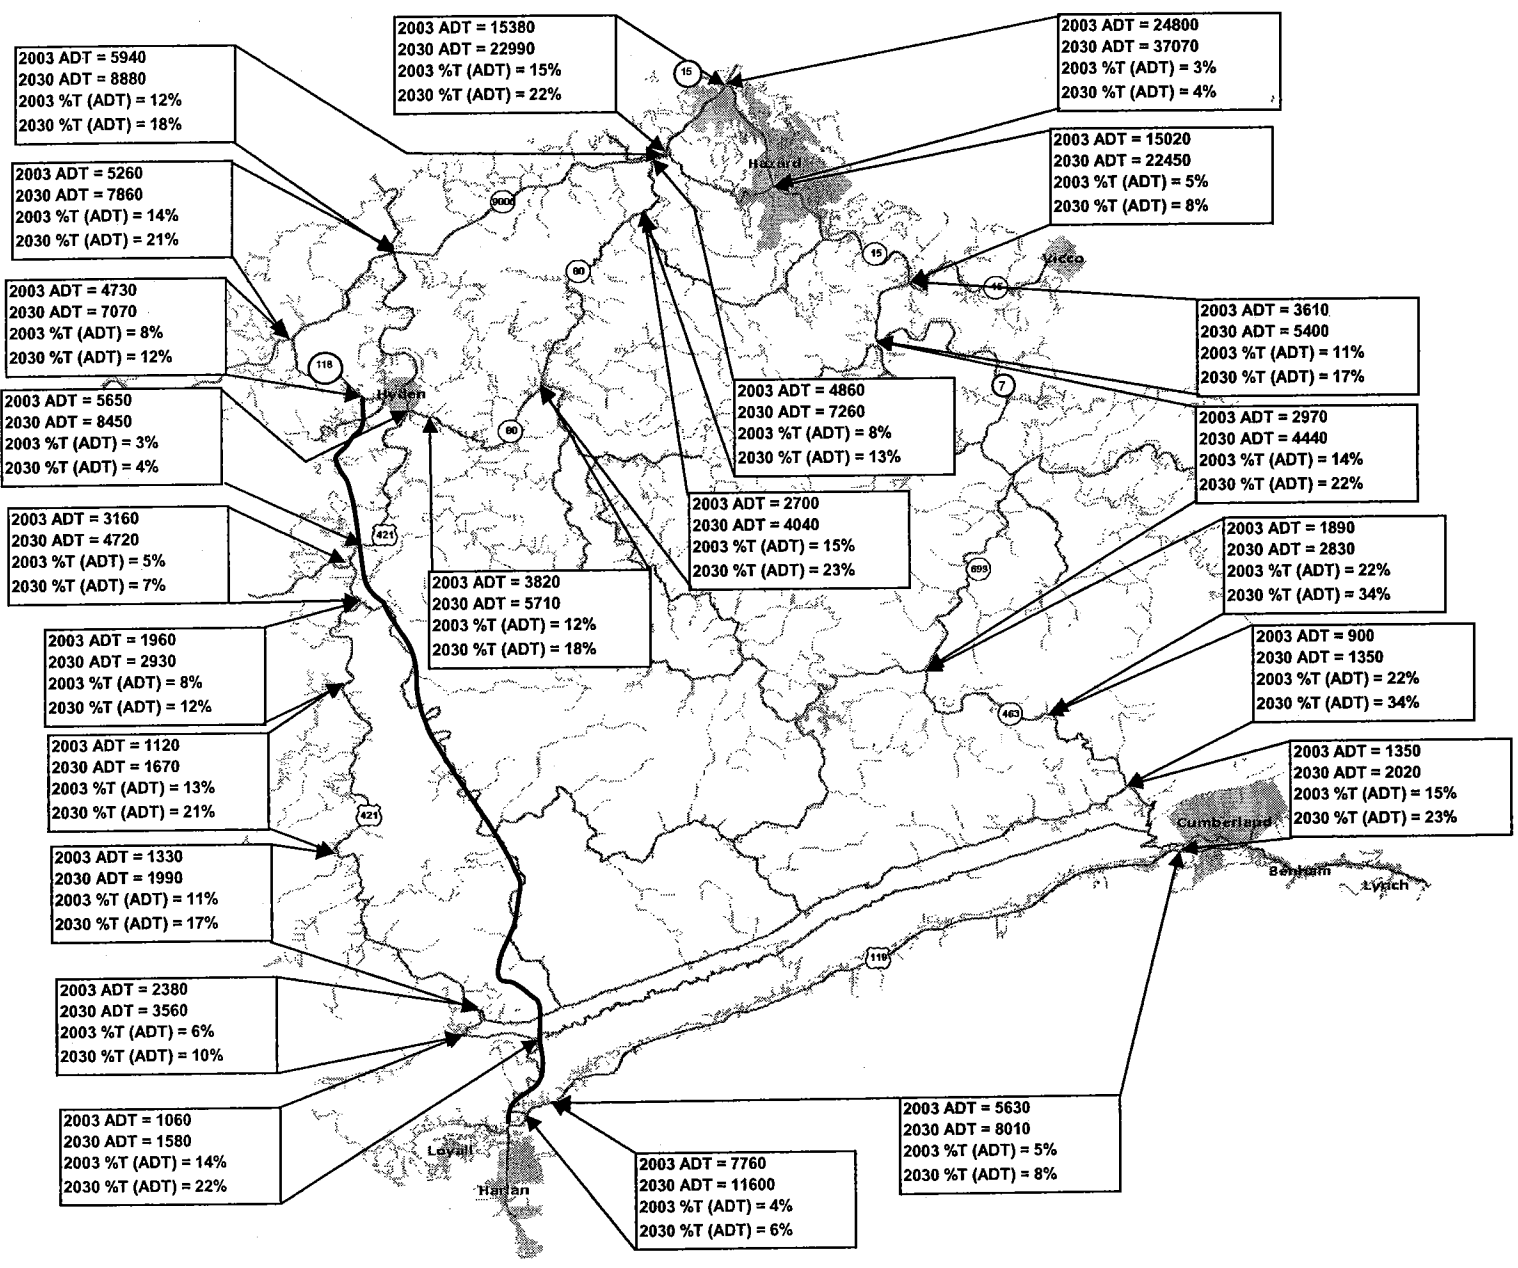 2003 ADT = 15380
2030 ADT = 22990
2003 %T (ADT) = 15%
2030 %T (ADT) = 22%
2003 ADT = 24800
2030 ADT = 37070
2003 %T (ADT) = 3%
2030 %T (ADT) = 4%
2003 ADT = 5940
2030 ADT = 8880
2003 %T (ADT) = 12%
2030 %T (ADT) = 18%
15
2003 ADT = 15020
2030 ADT = 22450
2003 %T (ADT) = 5%
2030 %T (ADT) = 8%
Hazard
2003 ADT = 5260
2030 ADT = 7860
2003 %T (ADT) = 14%
2030 %T (ADT) = 21%
9006
15
Vicco
80
15
2003 ADT = 4730
2030 ADT = 7070
2003 %T (ADT) = 8%
2030 %T (ADT) = 12%
2003 ADT = 3610
2030 ADT = 5400
2003 %T (ADT) = 11%
2030 %T (ADT) = 17%
118
Hyden
7
2003 ADT = 4860
2030 ADT = 7260
2003 %T (ADT) = 8%
2030 %T (ADT) = 13%
2003 ADT = 5650
2030 ADT = 8450
2003 %T (ADT) = 3%
2030 %T (ADT) = 4%
80
2003 ADT = 2970
2030 ADT = 4440
2003 %T (ADT) = 14%
2030 %T (ADT) = 22%
2003 ADT = 2700
2030 ADT = 4040
2003 %T (ADT) = 15%
2030 %T (ADT) = 23%
2003 ADT = 3160
2030 ADT = 4720
2003 %T (ADT) = 5%
2030 %T (ADT) = 7%
421
2003 ADT = 1890
2030 ADT = 2830
2003 %T (ADT) = 22%
2030 %T (ADT) = 34%
699
2003 ADT = 3820
2030 ADT = 5710
2003 %T (ADT) = 12%
2030 %T (ADT) = 18%
2003 ADT = 1960
2030 ADT = 2930
2003 %T (ADT) = 8%
2030 %T (ADT) = 12%
2003 ADT = 900
2030 ADT = 1350
2003 %T (ADT) = 22%
2030 %T (ADT) = 34%
463
2003 ADT = 1120
2030 ADT = 1670
2003 %T (ADT) = 13%
2030 %T (ADT) = 21%
2003 ADT = 1350
2030 ADT = 2020
2003 %T (ADT) = 15%
2030 %T (ADT) = 23%
421
Cumberland
2003 ADT = 1330
2030 ADT = 1990
2003 %T (ADT) = 11%
2030 %T (ADT) = 17%
Benham
Lynch
119
2003 ADT = 2380
2030 ADT = 3560
2003 %T (ADT) = 6%
2030 %T (ADT) = 10%
2003 ADT = 1060
2030 ADT = 1580
2003 %T (ADT) = 14%
2030 %T (ADT) = 22%
2003 ADT = 5630
2030 ADT = 8010
2003 %T (ADT) = 5%
2030 %T (ADT) = 8%
Loyall
Harlan
2003 ADT = 7760
2030 ADT = 11600
2003 %T (ADT) = 4%
2030 %T (ADT) = 6%